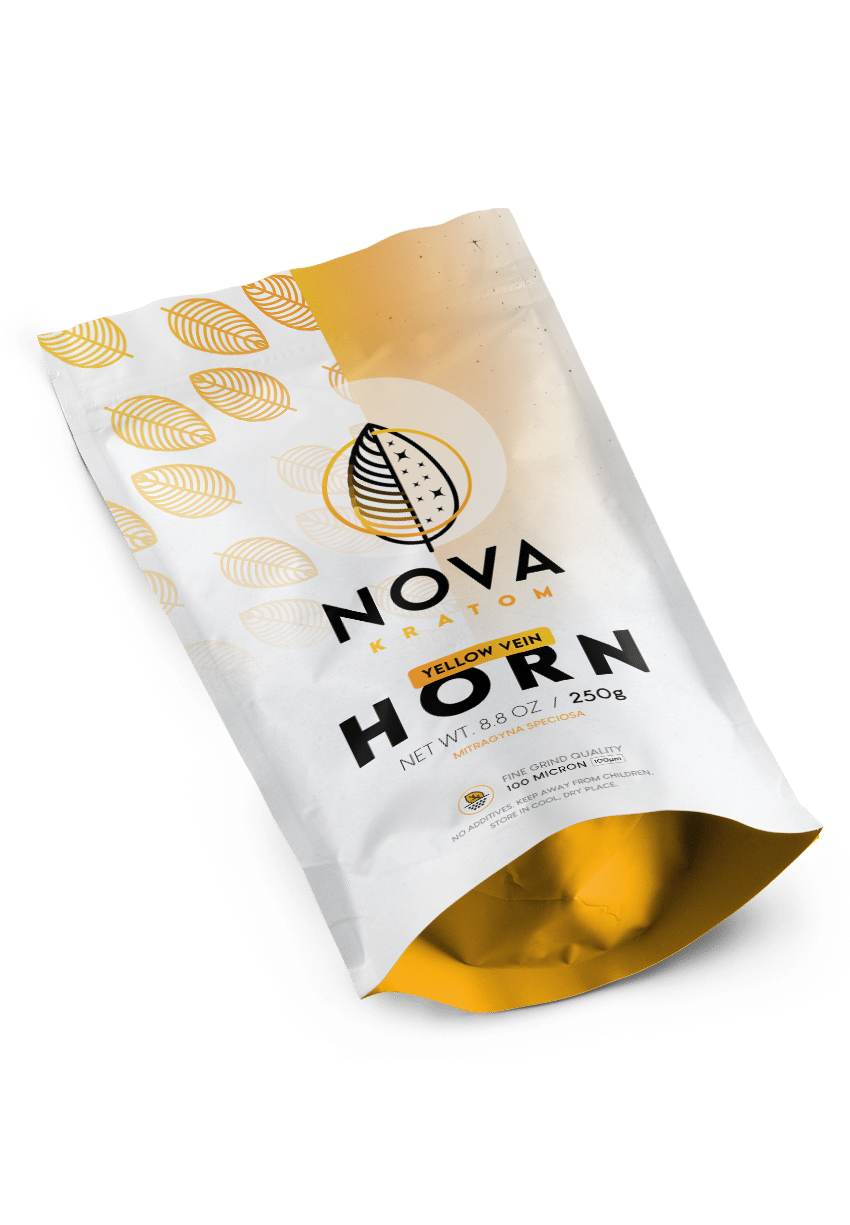 NOVA
KRATOM
YELLOW VEIN
HORN
NET WT. 8.8 OZ / 250g
MITRAGYNA SPECIOSA
FINE GRIND QUALITY
100 MICRON 100μm
NO ADDITIVES. KEEP AWAY FROM CHILDREN.
STORE IN COOL, DRY PLACE.